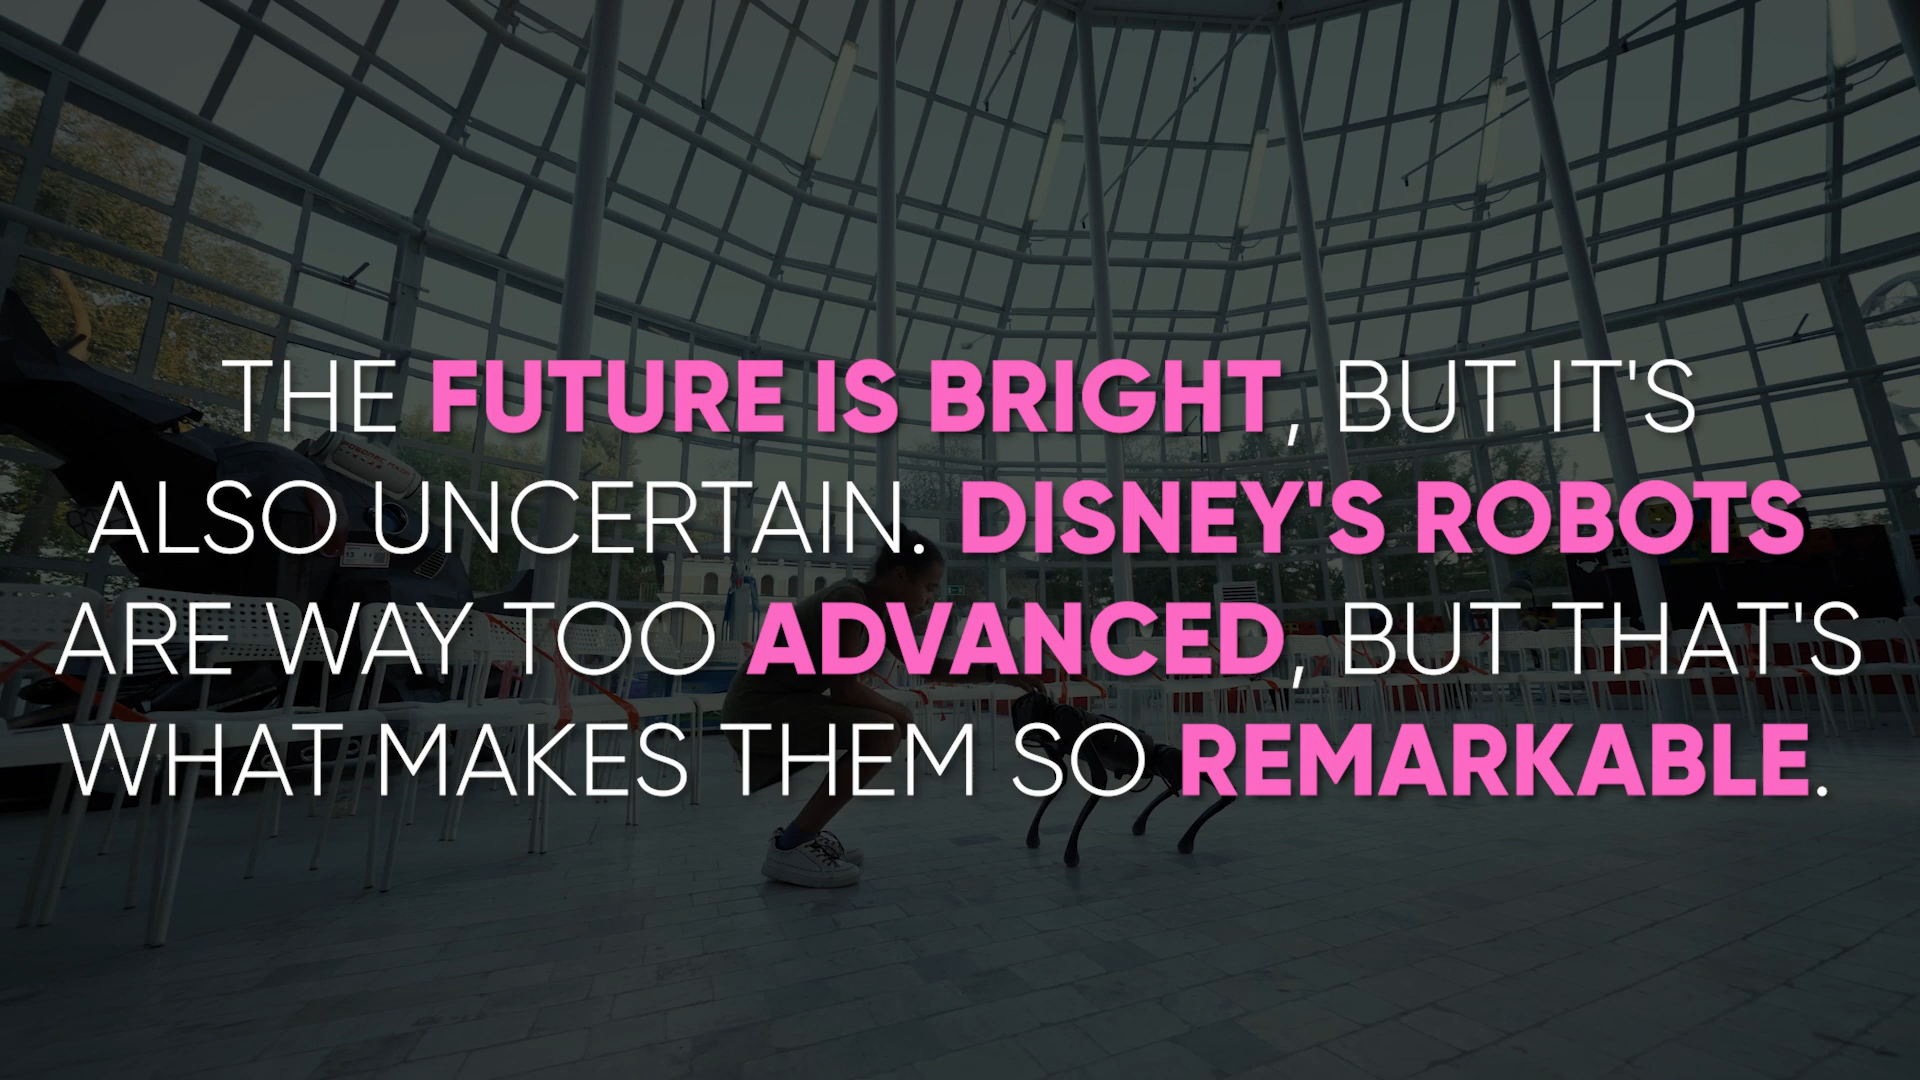 THE FUTURE IS BRIGHT, BUT IT'S
ALSO UNCERTAIN. DISNEY'S ROBOTS
ARE WAY TOO ADVANCED, BUT THAT'S
WHAT MAKES THEM SO REMARKABLE.